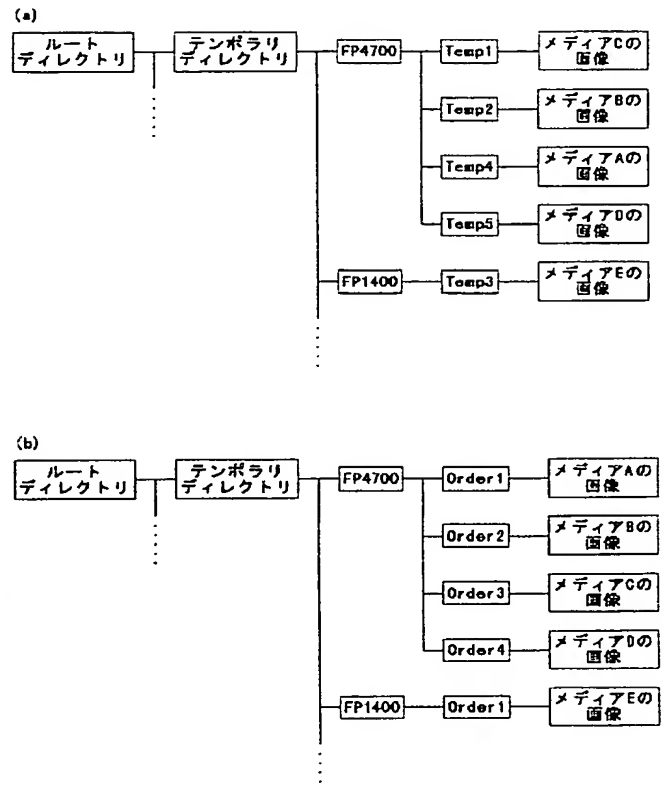 (a)
ルート
ディレクトリ
テンポラリ
ディレクトリ
FP4700
Temp1
メディアCの
画像
Temp2
メディアBの
画像
Temp4
メディアAの
画像
Temp5
メディアDの
画像
FP1400
Temp3
メディアEの
画像
(b)
ルート
ディレクトリ
テンポラリ
ディレクトリ
FP4700
Order1
メディアAの
画像
Order2
メディアBの
画像
Order3
メディアCの
画像
Order4
メディアDの
画像
FP1400
Order1
メディアEの
画像